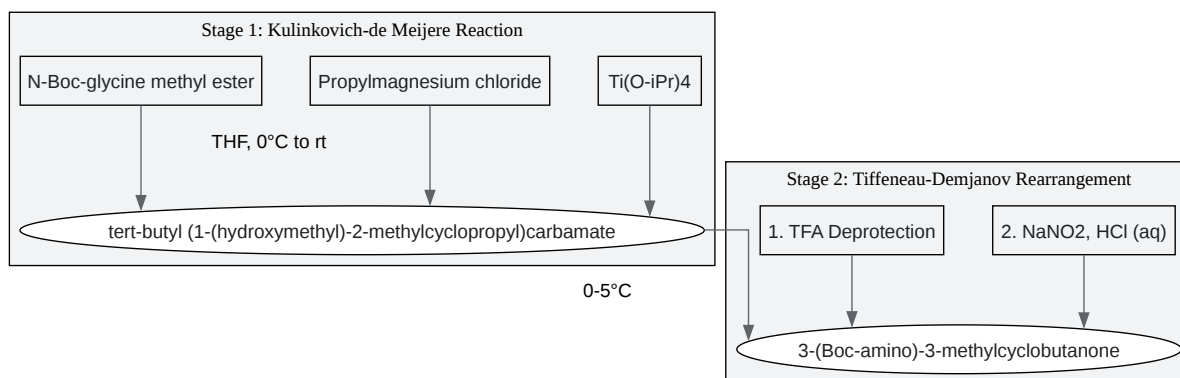 Stage 1: Kulinkovich-de Meijere Reaction
N-Boc-glycine methyl ester
Propylmagnesium chloride
Ti(O-iPr)4
THF, 0°C to rt
tert-butyl (1-(hydroxymethyl)-2-methylcyclopropyl)carbamate
Stage 2: Tiffeneau-Demjanov Rearrangement
1. TFA Deprotection
2. NaNO2, HCl (aq)
0-5°C
3-(Boc-amino)-3-methylcyclobutanone